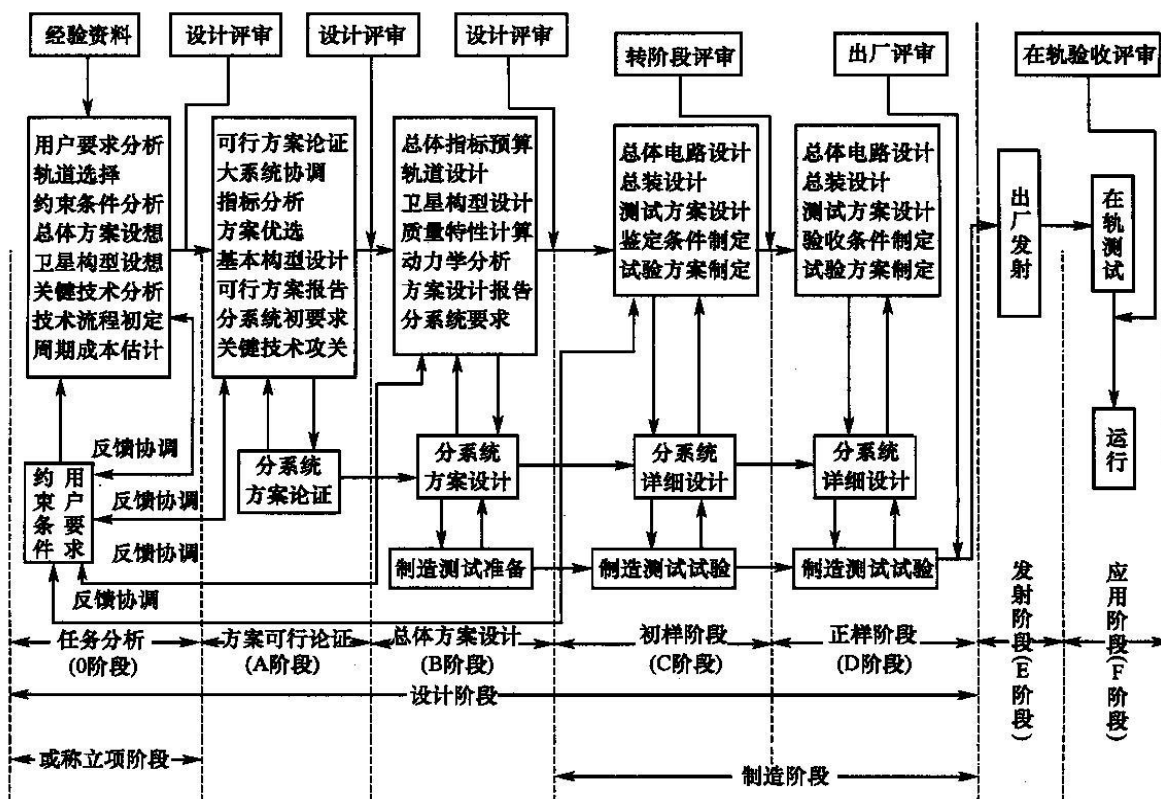 经验资料
设计评审
设计评审
设计评审
转阶段评审
出厂评审
在轨验收评审
用户要求分析
轨道选择
约束条件分析
总体方案设想
卫星构型设想
关键技术分析
技术流程初定
周期成本估计
可行方案论证
大系统协调
指标分析
方案优选
基本构型设计
可行方案报告
分系统初要求
关键技术攻关
总体指标预算
轨道设计
卫星构型设计
质量特性计算
动力学分析
方案设计报告
分系统要求
总体电路设计
总装设计
测试方案设计
鉴定条件制定
试验方案制定
总体电路设计
总装设计
测试方案设计
验收条件制定
试验方案制定
出厂发射
在轨测试
运行
反馈协调
反馈协调
反馈协调
反馈协调
用户要求
约束条件
分系统
方案论证
分系统
方案设计
分系统
详细设计
分系统
详细设计
制造测试准备
制造测试试验
制造测试试验
任务分析
(0阶段)
方案可行论证
(A阶段)
总体方案设计
(B阶段)
初样阶段
(C阶段)
正样阶段
(D阶段)
发射阶段(E阶段)
应用阶段(F阶段)
设计阶段
或称立项阶段
制造阶段